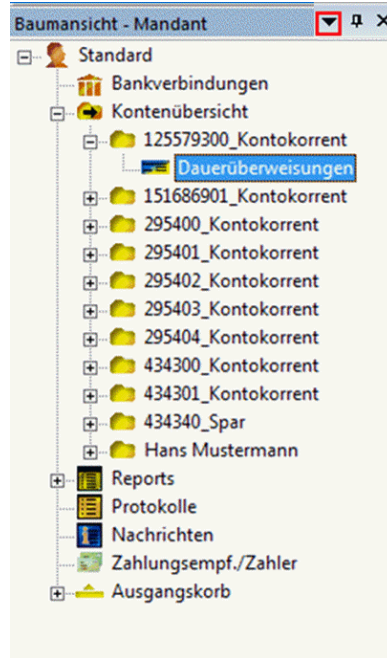 Baumansicht - Mandant
Standard
Bankverbindungen
Kontenübersicht
125579300_Kontokorrent
Dauerüberweisungen
151686901_Kontokorrent
295400_Kontokorrent
295401_Kontokorrent
295402_Kontokorrent
295403_Kontokorrent
295404_Kontokorrent
434300_Kontokorrent
434301_Kontokorrent
434340_Spar
Hans Mustermann
Reports
Protokolle
Nachrichten
Zahlungsempf./Zahler
Ausgangskorb